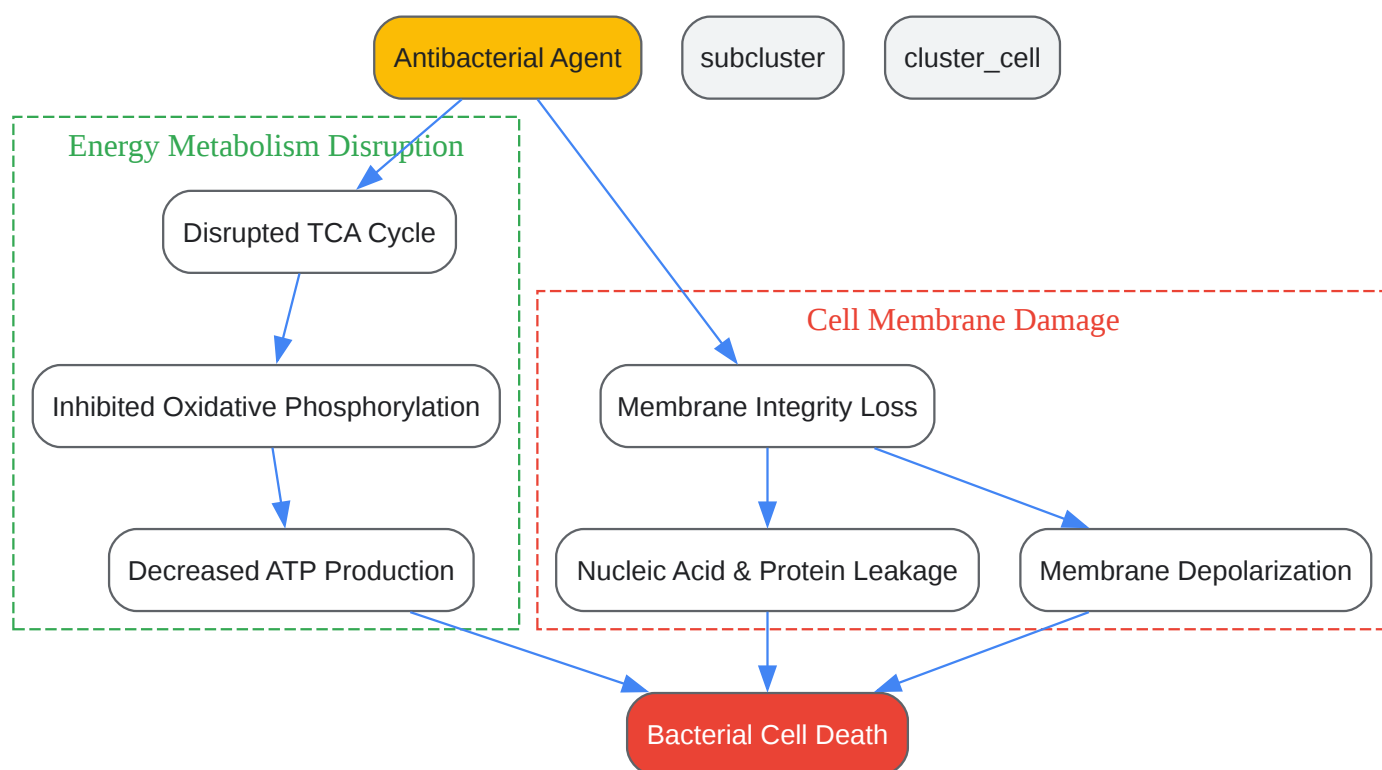 Antibacterial Agent
subcluster
cluster_cell
Energy Metabolism Disruption
Disrupted TCA Cycle
Cell Membrane Damage
Inhibited Oxidative Phosphorylation
Membrane Integrity Loss
Decreased ATP Production
Nucleic Acid & Protein Leakage
Membrane Depolarization
Bacterial Cell Death